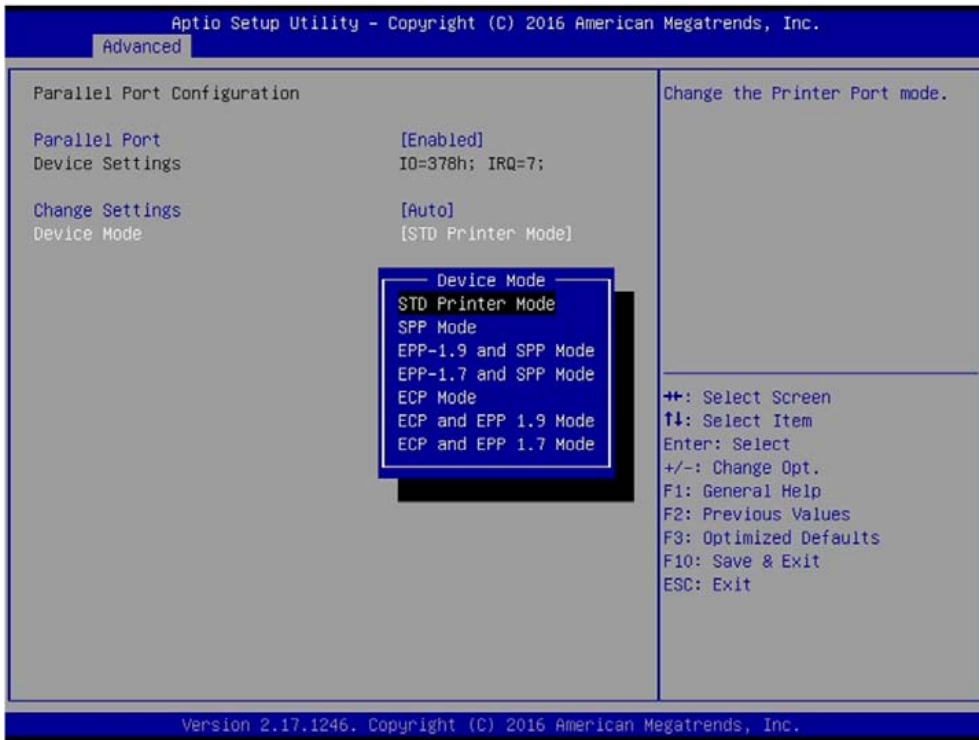 Aptio Setup Utility - Copyright (C) 2016 American Megatrends, Inc.
Advanced
Parallel Port Configuration
Parallel Port [Enabled]
Device Settings IO=378h; IRQ=7;
Change Settings [Auto]
Device Mode [STD Printer Mode]
Device Mode
STD Printer Mode
SPP Mode
EPP-1.9 and SPP Mode
EPP-1.7 and SPP Mode
ECP Mode
ECP and EPP 1.9 Mode
ECP and EPP 1.7 Mode
Change the Printer Port mode.
→←: Select Screen
↑↓: Select Item
Enter: Select
+/-: Change Opt.
F1: General Help
F2: Previous Values
F3: Optimized Defaults
F10: Save & Exit
ESC: Exit
Version 2.17.1246. Copyright (C) 2016 American Megatrends, Inc.